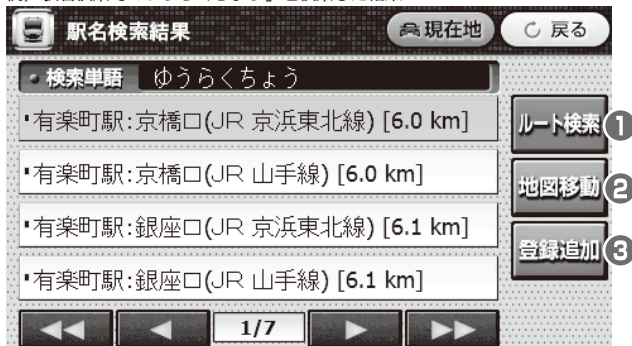 駅名検索結果 現在地 戻る
・検索単語 ゆうらくちょう
・有楽町駅:京橋口(JR 京浜東北線) [6.0 km]
ルート検索 1
・有楽町駅:京橋口(JR 山手線) [6.0 km]
地図移動 2
・有楽町駅:銀座口(JR 京浜東北線) [6.1 km]
登録追加 3
・有楽町駅:銀座口(JR 山手線) [6.1 km]
1/7